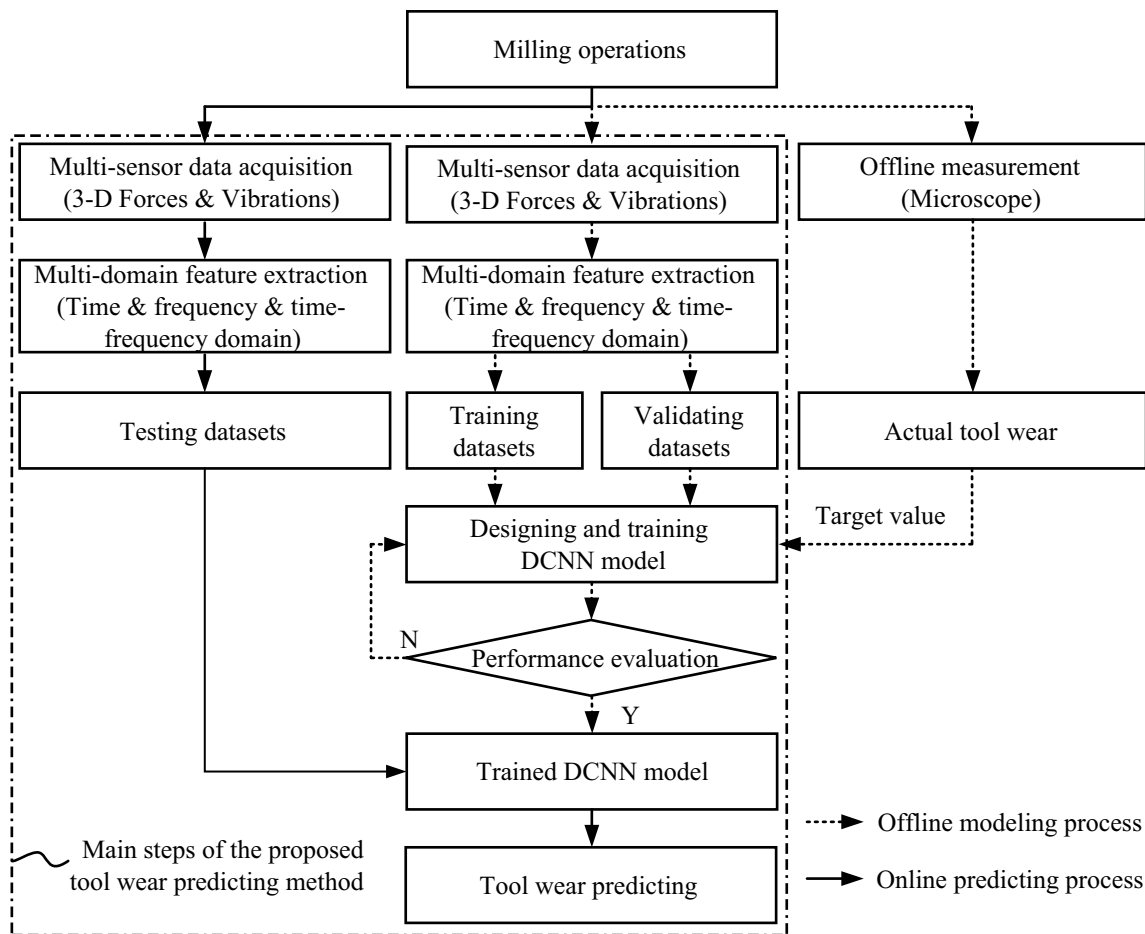 Milling operations
Multi-sensor data acquisition
(3-D Forces & Vibrations)
Multi-sensor data acquisition
(3-D Forces & Vibrations)
Offline measurement
(Microscope)
Multi-domain feature extraction
(Time & frequency & time-
frequency domain)
Multi-domain feature extraction
(Time & frequency & time-
frequency domain)
Testing datasets
Training
datasets
Validating
datasets
Actual tool wear
Designing and training
DCNN model
Target value
N
Performance evaluation
Y
Trained DCNN model
Tool wear predicting
Main steps of the proposed
tool wear predicting method
Offline modeling process
Online predicting process